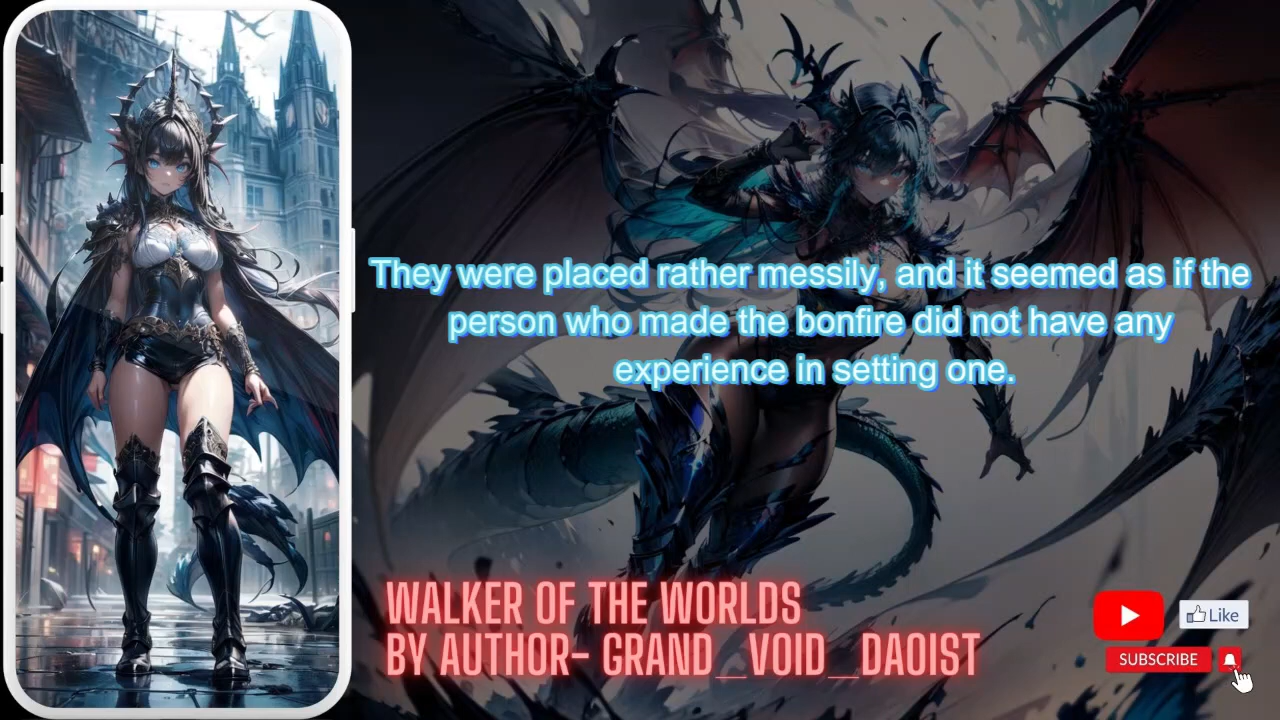 They were placed rather messily, and it seemed as if the
person who made the bonfire did not have any
experience in setting one.
WALKER OF THE WORLDS
BY AUTHOR- GRAND_VOID_DAOIST
Like
SUBSCRIBE